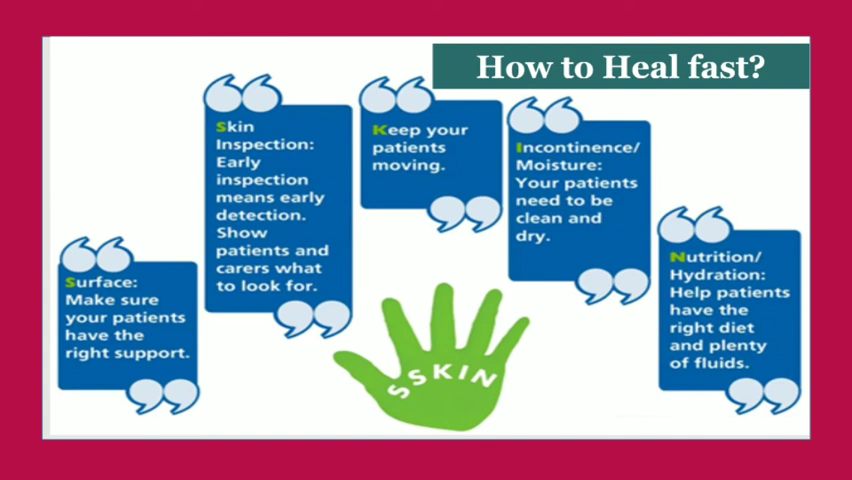 How to Heal fast?
Surface:
Make sure
your patients
have the
right support.
Skin
Inspection:
Early
inspection
means early
detection.
Show
patients and
carers what
to look for.
Keep your
patients
moving.
Incontinence/
Moisture:
Your patients
need to be
clean and
dry.
Nutrition/
Hydration:
Help patients
have the
right diet
and plenty
of fluids.
SSKIN